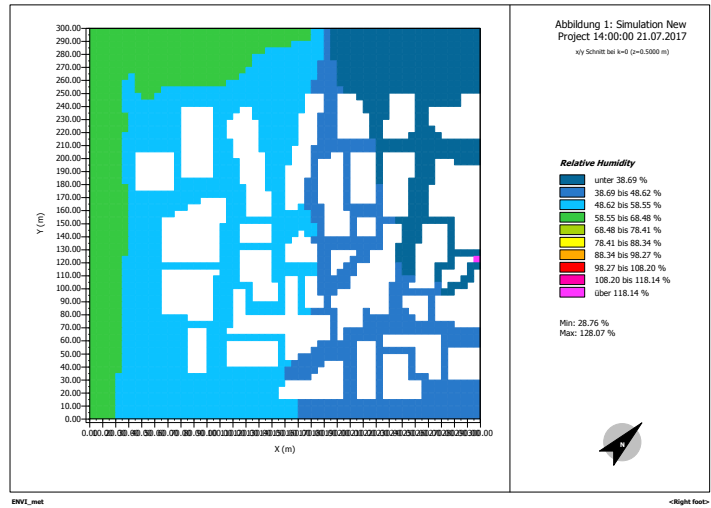 Abbildung 1: Simulation New
Project 14:00:00 21.07.2017
x/y Schnitt bei k=0 (z=0.5000 m)
300.00
290.00
280.00
270.00
260.00
250.00
240.00
230.00
220.00
210.00
200.00
190.00
180.00
170.00
160.00
150.00
140.00
130.00
120.00
110.00
100.00
90.00
80.00
70.00
60.00
50.00
40.00
30.00
20.00
10.00
0.00
Y (m)
X (m)
Relative Humidity
unter 38.69 %
38.69 bis 48.62 %
48.62 bis 58.55 %
58.55 bis 68.48 %
68.48 bis 78.41 %
78.41 bis 88.34 %
88.34 bis 98.27 %
98.27 bis 108.20 %
108.20 bis 118.14 %
über 118.14 %
Min: 28.76 %
Max: 128.07 %
N
ENVI_met
<Right foot>